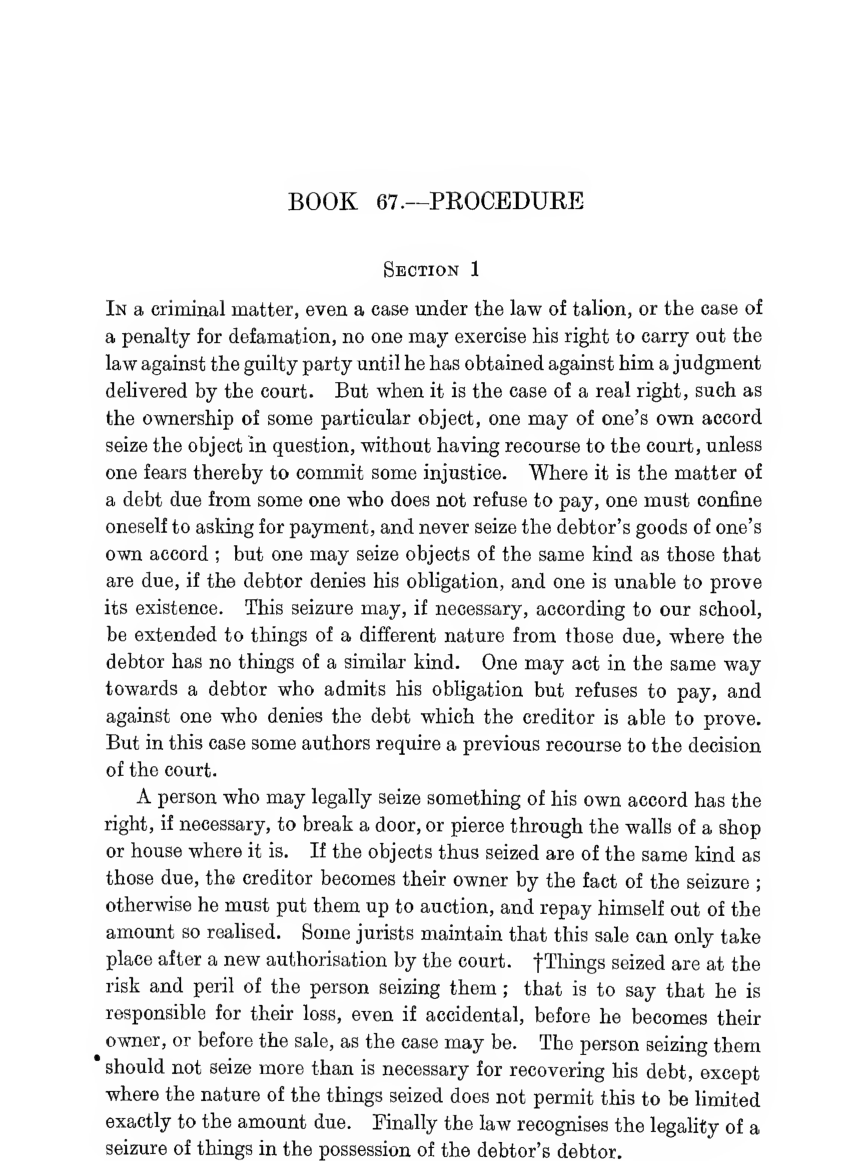 BOOK 67.—PROCEDURE
Section 1
In a criminal matter, even a case under the law of talion, or the case of
a penalty for defamation, no one may exercise his right to carry out the
law against the guilty party until he has obtained against him a judgment
delivered by the court. But when it is the case of a real right, such as
the ownership of some particular object, one may of one's own accord
seize the object in question, without having recourse to the court, unless
one fears thereby to commit some injustice. Where it is the matter of
a debt due from some one who does not refuse to pay, one must confine
oneself to asking for payment, and never seize the debtor's goods of one's
own accord ; but one may seize objects of the same kind as those that
are due, if the debtor denies his obligation, and one is unable to prove
its existence. This seizure may, if necessary, according to our school,
be extended to things of a different nature from those due, where the
debtor has no things of a similar kind. One may act in the same way
towards a debtor who admits his obligation but refuses to pay, and
against one who denies the debt which the creditor is able to prove.
But in this case some authors require a previous recourse to the decision
of the court.
A person who may legally seize something of his own accord has the
right, if necessary, to break a door, or pierce through the walls of a shop
or house where it is. If the objects thus seized are of the same kind as
those due, the creditor becomes their owner by the fact of the seizure ;
otherwise he must put them up to auction, and repay himself out of the
amount so realised. Some jurists maintain that this sale can only take
place after a new authorisation by the court. †Things seized are at the
risk and peril of the person seizing them ; that is to say that he is
responsible for their loss, even if accidental, before he becomes their
owner, or before the sale, as the case may be. The person seizing them
should not seize more than is necessary for recovering his debt, except
where the nature of the things seized does not permit this to be limited
exactly to the amount due. Finally the law recognises the legality of a
seizure of things in the possession of the debtor's debtor.